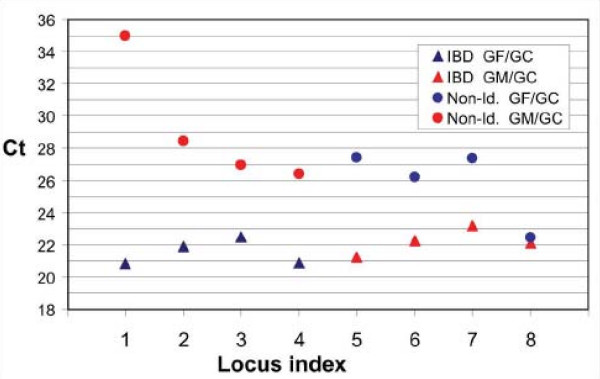 36
34
32
30
28
26
24
22
20
18
Ct
IBD GF/GC
IBD GM/GC
Non-Id. GF/GC
Non-Id. GM/GC
1 2 3 4 5 6 7 8
Locus index